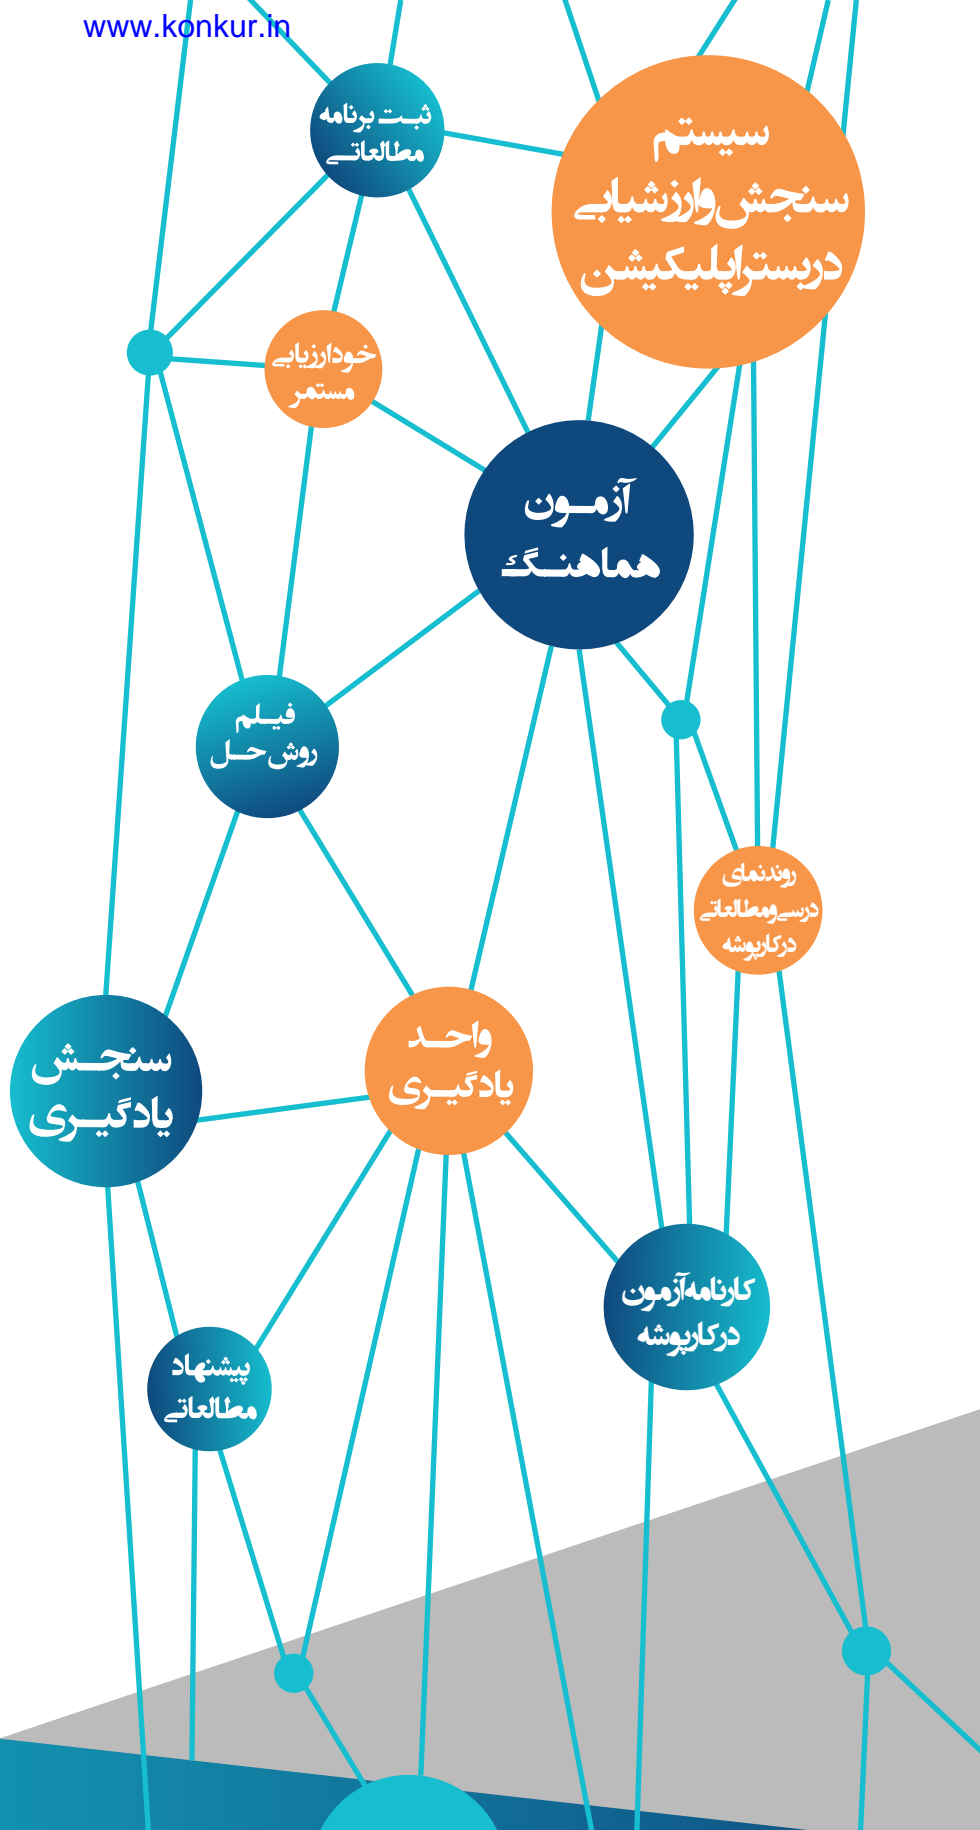 www.konkur.in
ثبت برنامه
مطالعاتی
سیستم
سنجش و ارزشیابی
در بستر اپلیکیشن
خودارزیابی
مستمر
آزمون
هماهنگ
فیلم
روش حل
روندنمای
درسی و مطالعاتی
در کارپوشه
واحد
یادگیری
سنجش
یادگیری
کارنامه آزمون
در کارپوشه
پیشنهاد
مطالعاتی